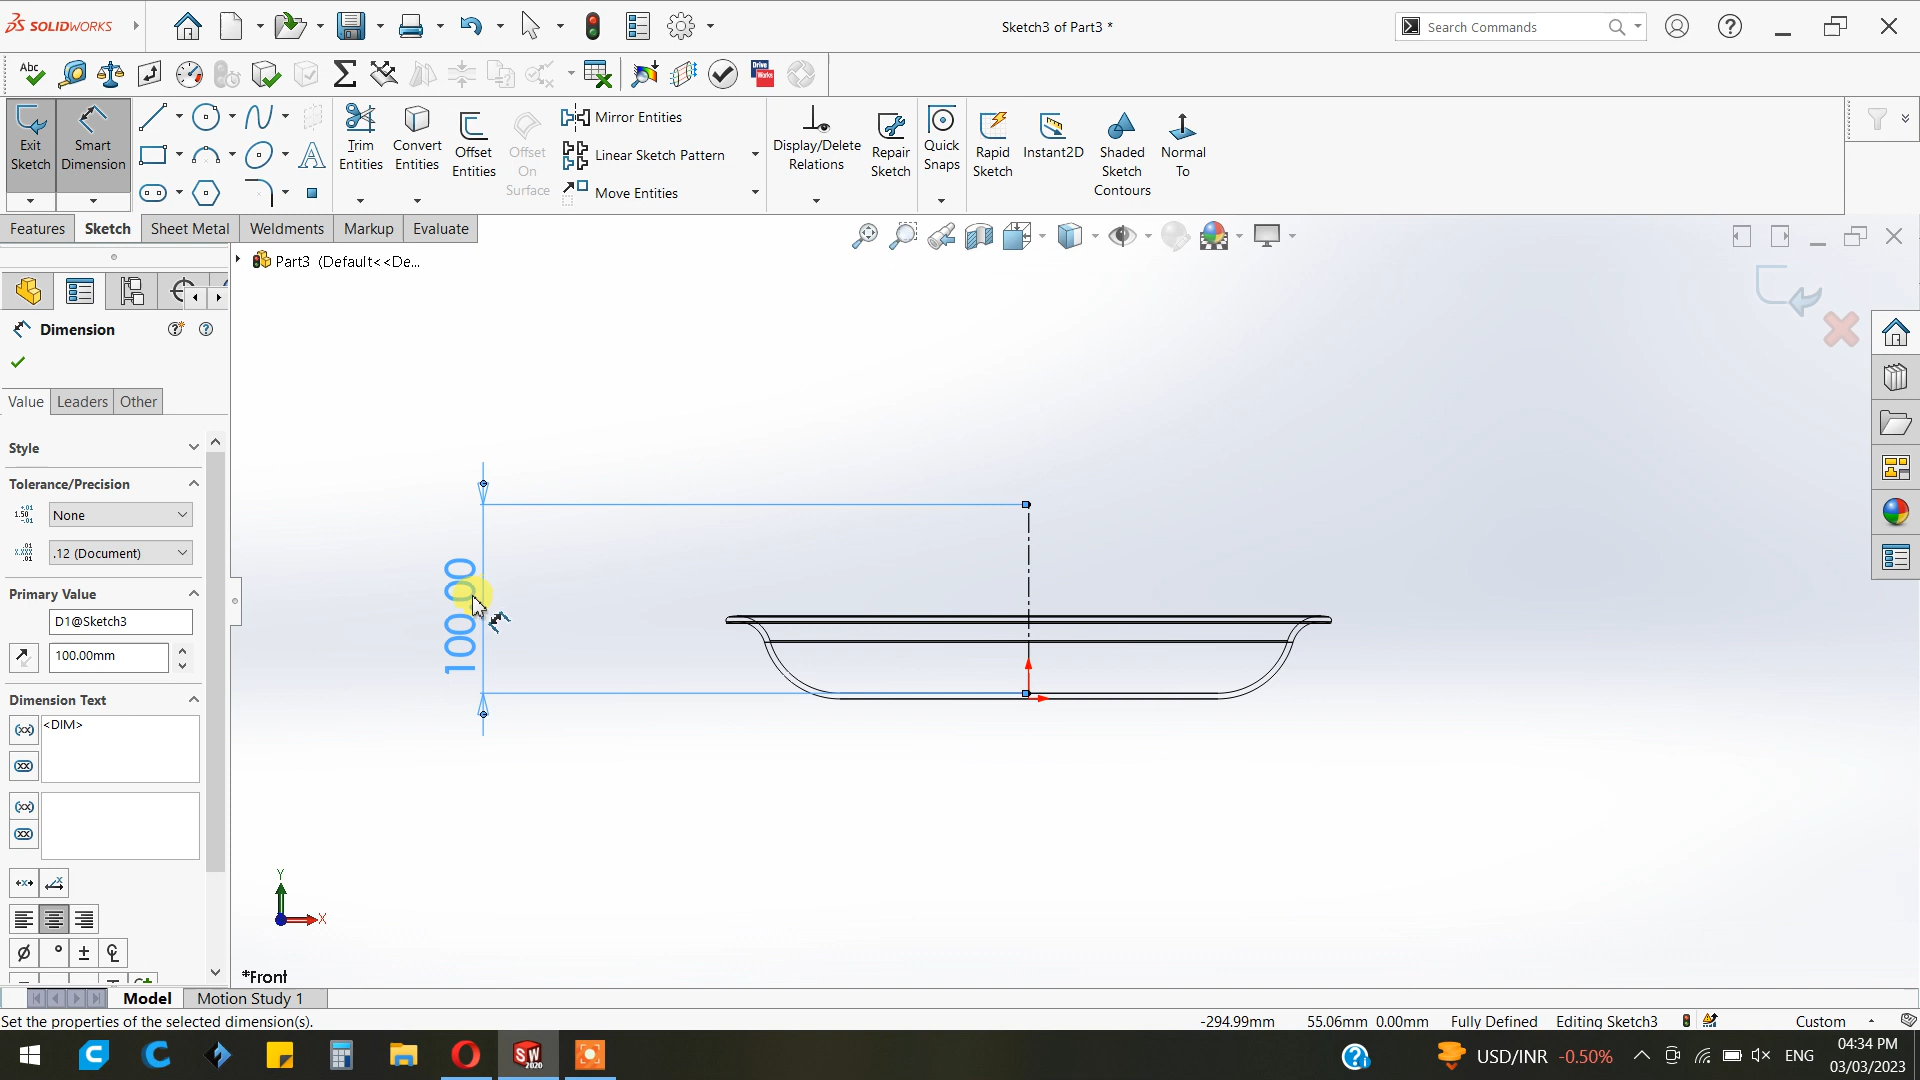 SOLIDWORKS
Sketch3 of Part3 *
Search Commands
Abc
Drive
Works
Exit
Sketch
Smart
Dimension
Trim
Entities
Convert
Entities
Offset
Entities
Offset
On
Surface
Mirror Entities
Linear Sketch Pattern
Move Entities
Display/Delete
Relations
Repair
Sketch
Quick
Snaps
Rapid
Sketch
Instant2D
Shaded
Sketch
Contours
Normal
To
Features
Sketch
Sheet Metal
Weldments
Markup
Evaluate
Part3 (Default<<De...
Dimension
Value
Leaders
Other
Style
Tolerance/Precision
None
.12 (Document)
Primary Value
D1@Sketch3
100.00mm
Dimension Text
<DIM>
100.00
Y
X
*Front
Model
Motion Study 1
Set the properties of the selected dimension(s).
-294.99mm
55.06mm 0.00mm
Fully Defined
Editing Sketch3
Custom
SW
2020
USD/INR -0.50%
ENG
04:34 PM
03/03/2023